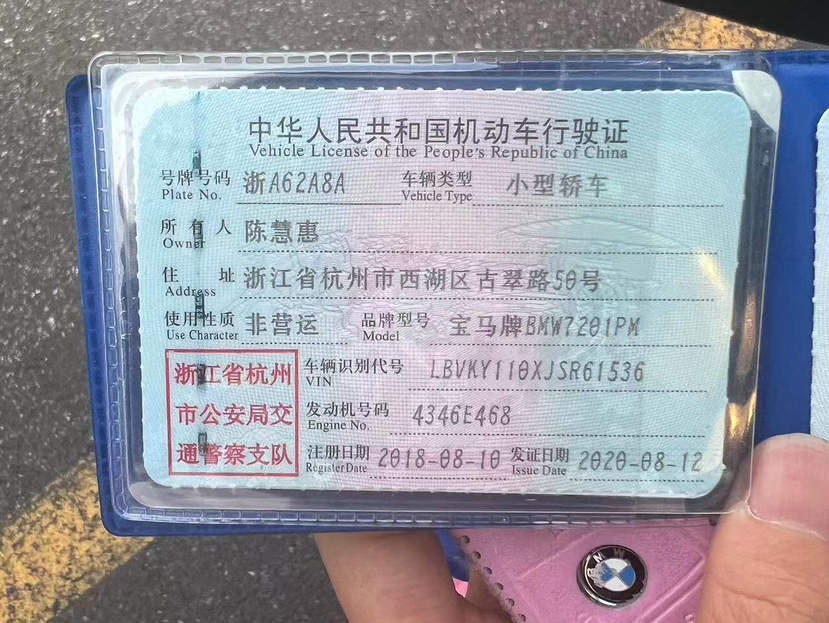 中华人民共和国机动车行驶证
Vehicle License of the People's Republic of China
号牌号码 浙A62A8A 车辆类型 小型轿车
Plate No. Vehicle Type
所有人 陈慧惠
Owner
住址 浙江省杭州市西湖区古翠路50号
Address
使用性质 非营运 品牌型号 宝马牌BMW7201PM
Use Character Model
浙江省杭州
市公安局交
通警察支队
车辆识别代号 LBVKY110XJSR61536
VIN
发动机号码 4346E468
Engine No.
注册日期 2018-08-10 发证日期 2020-08-12
Register Date Issue Date
BMW